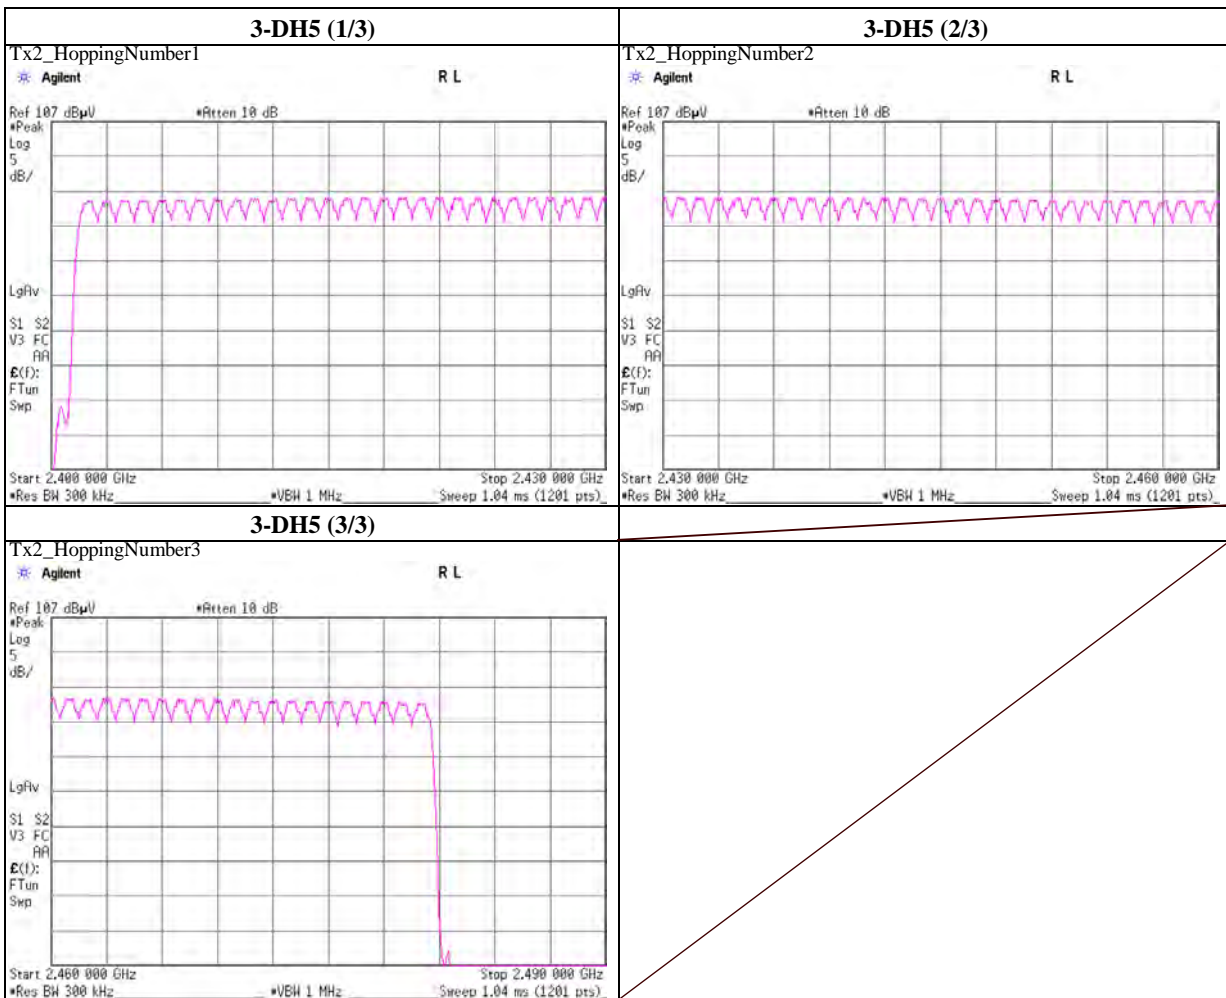 3-DH5 (1/3)
3-DH5 (2/3)
Tx2_HoppingNumber1
Agilent
R L
Ref 107 dBµV
*Atten 10 dB
*Peak
Log
5
dB/
LgAv
S1 S2
V3 FC
AA
£(f):
FTun
Swp
Start 2.400 000 GHz
Stop 2.430 000 GHz
*Res BW 300 kHz
*VBW 1 MHz
Sweep 1.04 ms (1201 pts)
Tx2_HoppingNumber2
Agilent
R L
Ref 107 dBµV
*Atten 10 dB
*Peak
Log
5
dB/
LgAv
S1 S2
V3 FC
AA
£(f):
FTun
Swp
Start 2.430 000 GHz
Stop 2.460 000 GHz
*Res BW 300 kHz
*VBW 1 MHz
Sweep 1.04 ms (1201 pts)
3-DH5 (3/3)
Tx2_HoppingNumber3
Agilent
R L
Ref 107 dBµV
*Atten 10 dB
*Peak
Log
5
dB/
LgAv
S1 S2
V3 FC
AA
£(f):
FTun
Swp
Start 2.460 000 GHz
Stop 2.490 000 GHz
*Res BW 300 kHz
*VBW 1 MHz
Sweep 1.04 ms (1201 pts)